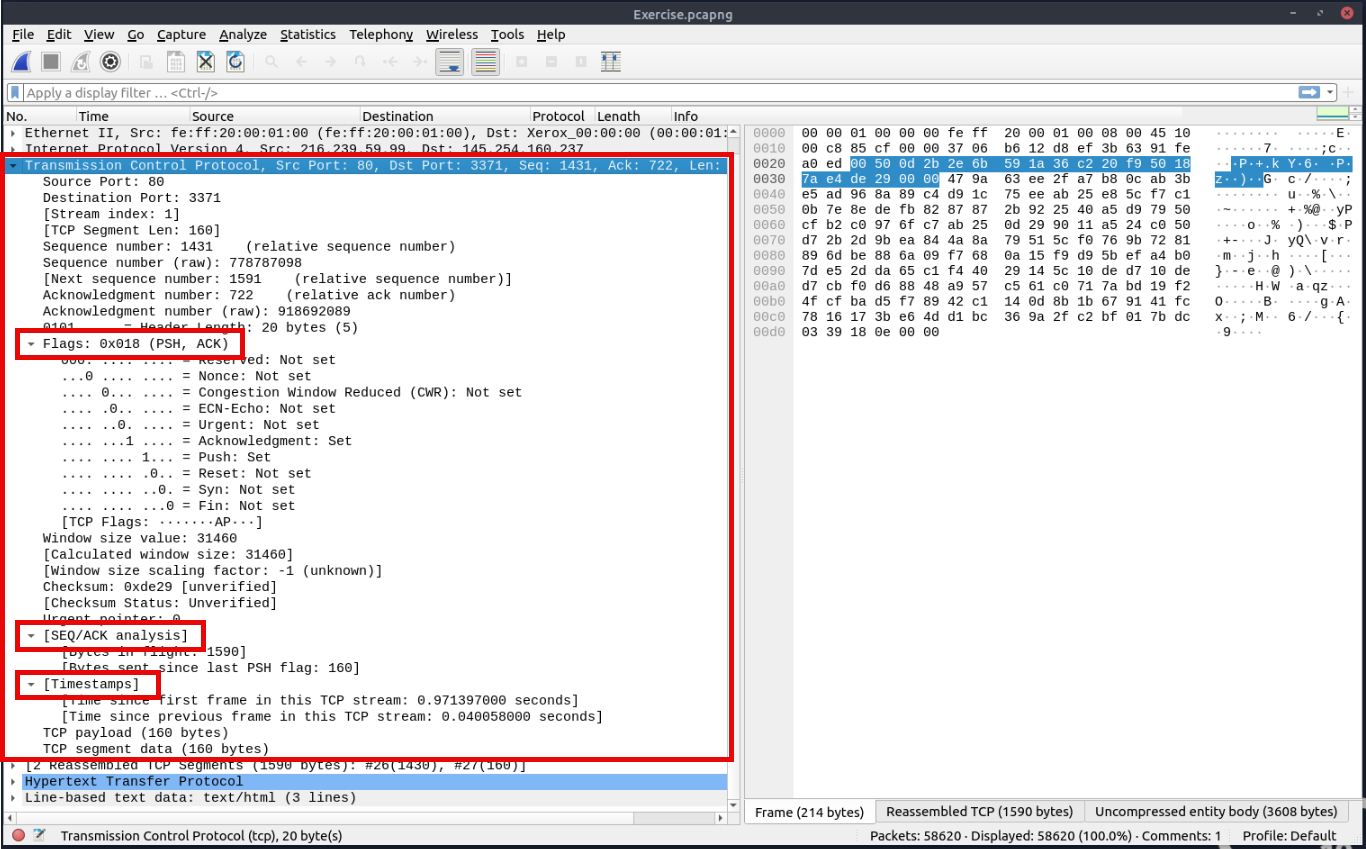 Exercise.pcapng
File Edit View Go Capture Analyze Statistics Telephony Wireless Tools Help
Apply a display filter … <Ctrl-/>
No. Time Source Destination Protocol Length Info
Ethernet II, Src: fe:ff:20:00:01:00 (fe:ff:20:00:01:00), Dst: Xerox_00:00:00 (00:00:01:
Internet Protocol Version 4, Src: 216.239.59.99, Dst: 145.254.160.237
Transmission Control Protocol, Src Port: 80, Dst Port: 3371, Seq: 1431, Ack: 722, Len:
Source Port: 80
Destination Port: 3371
[Stream index: 1]
[TCP Segment Len: 160]
Sequence number: 1431 (relative sequence number)
Sequence number (raw): 778787098
[Next sequence number: 1591 (relative sequence number)]
Acknowledgment number: 722 (relative ack number)
Acknowledgment number (raw): 918692089
0101 .... = Header Length: 20 bytes (5)
Flags: 0x018 (PSH, ACK)
000. .... .... = Reserved: Not set
...0 .... .... = Nonce: Not set
.... 0... .... = Congestion Window Reduced (CWR): Not set
.... .0.. .... = ECN-Echo: Not set
.... ..0. .... = Urgent: Not set
.... ...1 .... = Acknowledgment: Set
.... .... 1... = Push: Set
.... .... .0.. = Reset: Not set
.... .... ..0. = Syn: Not set
.... .... ...0 = Fin: Not set
[TCP Flags: ·······AP···]
Window size value: 31460
[Calculated window size: 31460]
[Window size scaling factor: -1 (unknown)]
Checksum: 0xde29 [unverified]
[Checksum Status: Unverified]
Urgent pointer: 0
[SEQ/ACK analysis]
[Bytes in flight: 1590]
[Bytes sent since last PSH flag: 160]
[Timestamps]
[Time since first frame in this TCP stream: 0.971397000 seconds]
[Time since previous frame in this TCP stream: 0.040058000 seconds]
TCP payload (160 bytes)
TCP segment data (160 bytes)
[2 Reassembled TCP Segments (1590 bytes): #26(1430), #27(160)]
Hypertext Transfer Protocol
Line-based text data: text/html (3 lines)
0000 00 00 01 00 00 00 fe ff 20 00 01 00 08 00 45 10 ········ ·····E·
0010 00 c8 85 cf 00 00 37 06 b6 12 d8 ef 3b 63 91 fe ······7· ····;c··
0020 a0 ed 00 50 0d 2b 2e 6b 59 1a 36 c2 20 f9 50 18 ···P·+.k Y·6· ·P·
0030 7a e4 de 29 00 00 47 9a 63 ee 2f a7 b8 0c ab 3b z··)··G· c·/····;
0040 e5 ad 96 8a 89 c4 d9 1c 75 ee ab 25 e8 5c f7 c1 ········ u··%·\··
0050 0b 7e 8e de fb 82 87 87 2b 92 25 40 a5 d9 79 50 ·~······ +·%@··yP
0060 cf b2 c0 97 6f c7 ab 25 0d 29 90 11 a5 24 c0 50 ····o··% ·)···$·P
0070 d7 2b 2d 9b ea 84 4a 8a 79 51 5c f0 76 9b 72 81 ·+-···J· yQ\·v·r·
0080 89 6d be 88 6a 09 f7 68 0a 15 f9 d9 5b ef a4 b0 ·m··j··h ····[···
0090 7d e5 2d da 65 c1 f4 40 29 14 5c 10 de d7 10 de }·-·e··@ )·\·····
00a0 d7 cb f0 d6 88 48 a9 57 c5 61 c0 71 7a bd 19 f2 ·····H·W ·a·qz···
00b0 4f cf ba d5 f7 89 42 c1 14 0d 8b 1b 67 91 41 fc O·····B· ····g·A·
00c0 78 16 17 3b e6 4d d1 bc 36 9a 2f c2 bf 01 7b dc x··;·M·· 6·/···{·
00d0 03 39 18 0e 00 00 ·9····
Frame (214 bytes) Reassembled TCP (1590 bytes) Uncompressed entity body (3608 bytes)
Transmission Control Protocol (tcp), 20 byte(s) Packets: 58620 · Displayed: 58620 (100.0%) · Comments: 1 Profile: Default